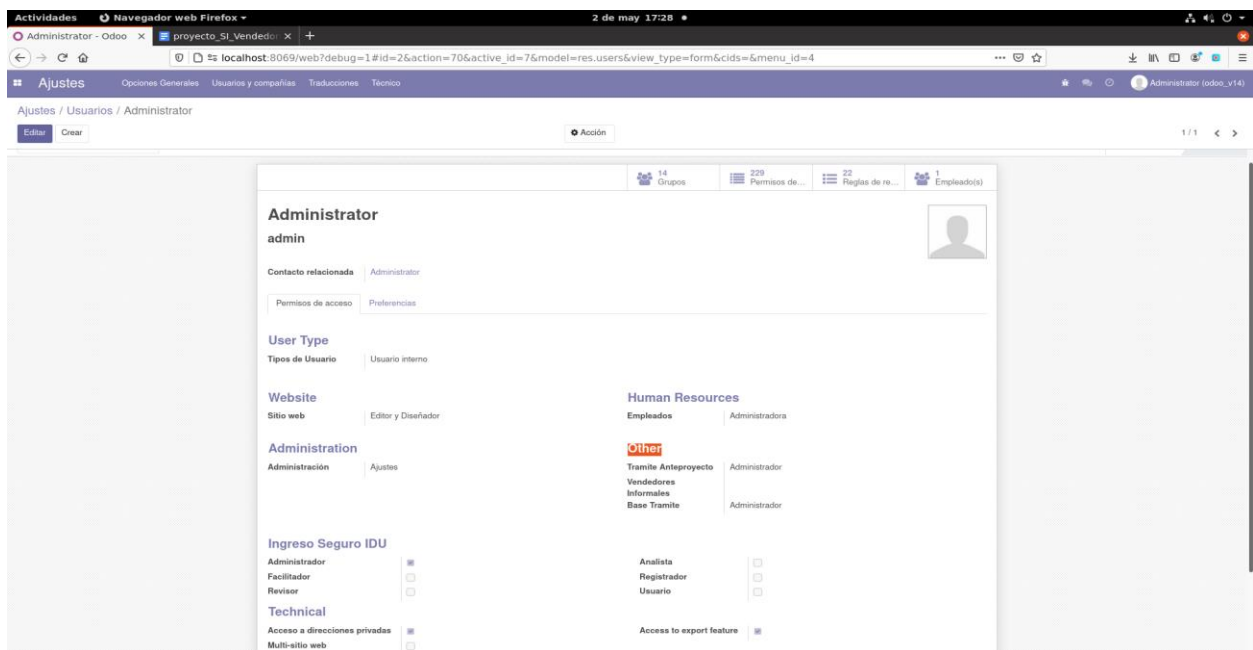 Actividades Navegador web Firefox 2 de may 17:28
Administrator - Odoo × proyecto_SI_Vendedor × +
localhost:8069/web?debug=1#id=2&action=70&active_id=7&model=res.users&view_type=form&cids=&menu_id=4
Ajustes Opciones Generales Usuarios y compañías Traducciones Técnico Administrator (odoo_v14)
Ajustes / Usuarios / Administrator
Editar Crear Acción 1 / 1
14 229 22 1
Grupos Permisos de... Reglas de re... Empleado(s)
Administrator
admin
Contacto relacionada Administrator
Permisos de acceso Preferencias
User Type
Tipos de Usuario Usuario interno
Website Human Resources
Sitio web Editor y Diseñador Empleados Administradora
Administration Other
Administración Ajustes Tramite Anteproyecto Administrador
Vendedores
Informales
Base Tramite Administrador
Ingreso Seguro IDU
Administrador Analista
Facilitador Registrador
Revisor Usuario
Technical
Acceso a direcciones privadas Access to export feature
Multi-sitio web